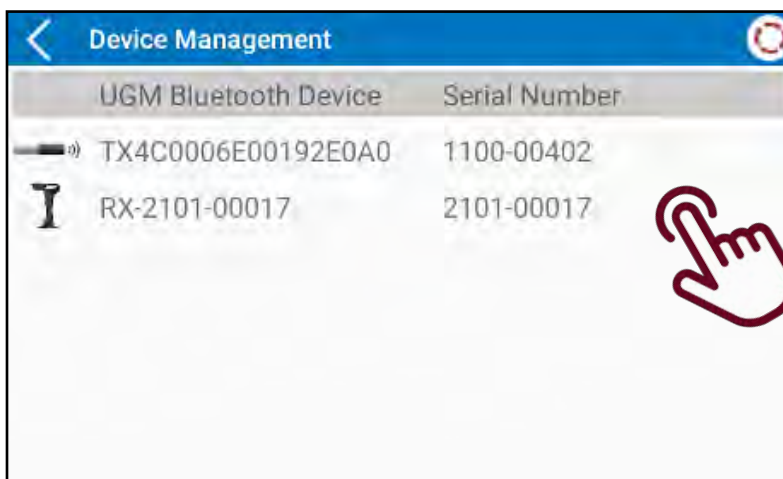 Device Management
UGM Bluetooth Device Serial Number
TX4C0006E00192E0A0 1100-00402
RX-2101-00017 2101-00017